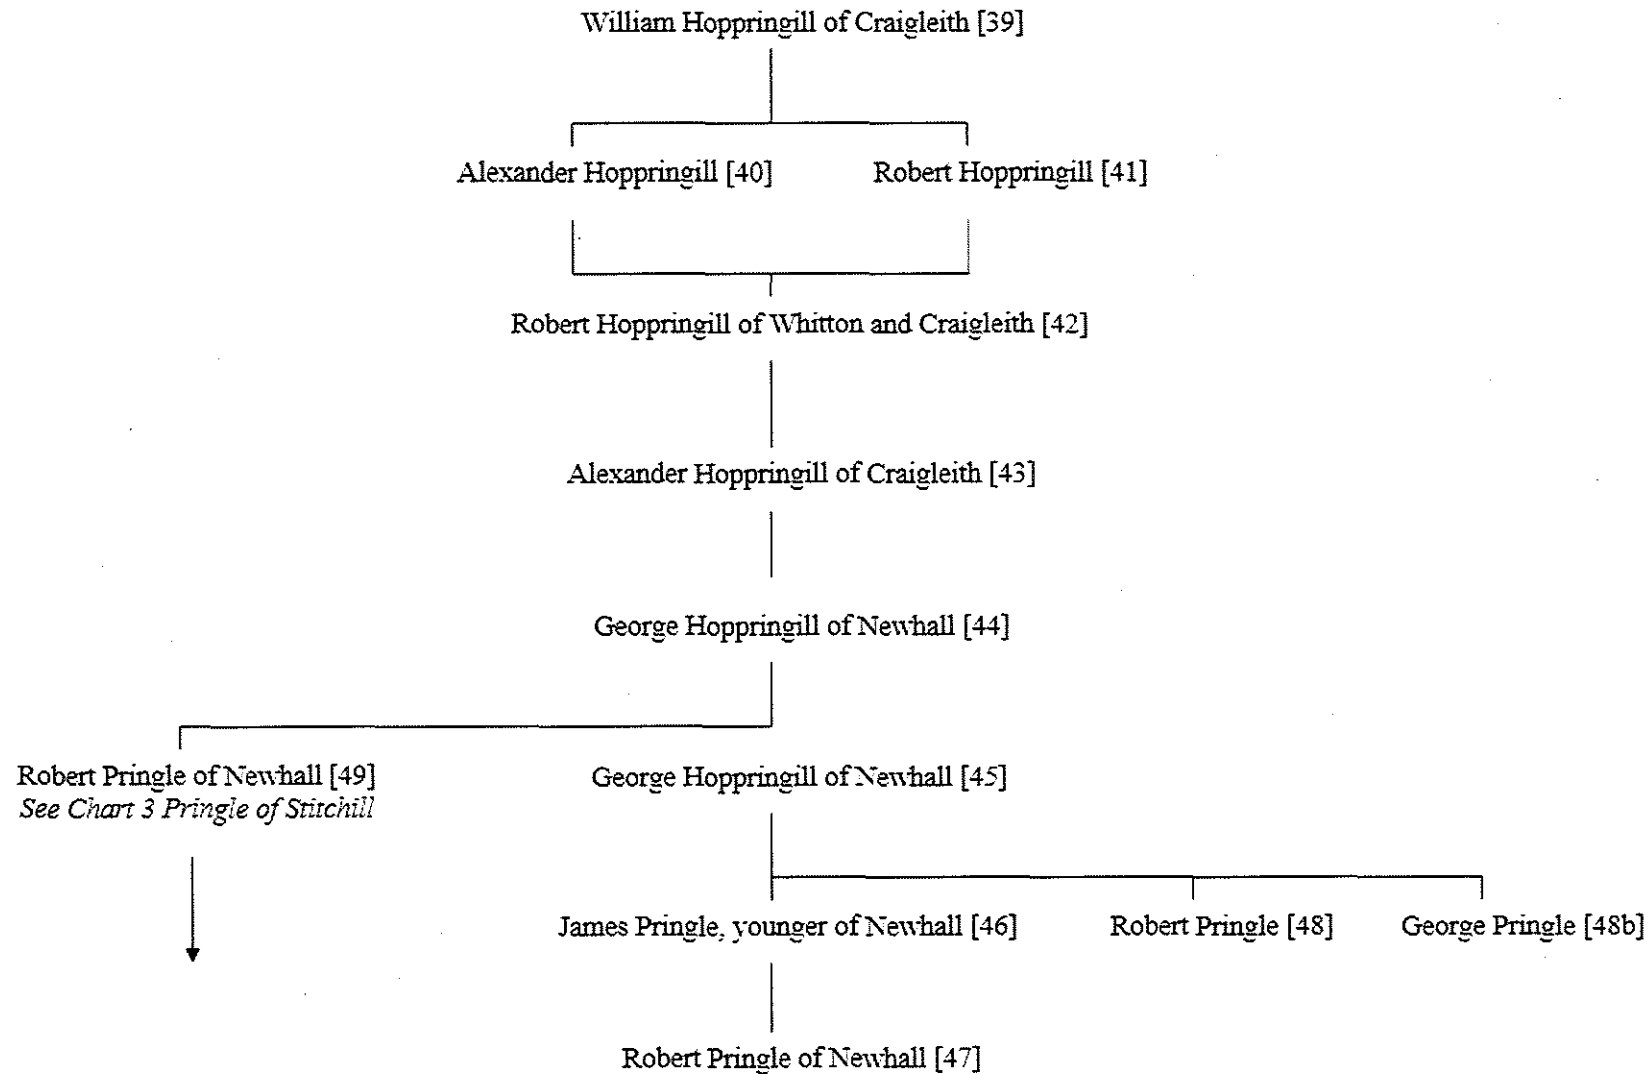 William Hoppringill of Craigleith [39]
Alexander Hoppringill [40]
Robert Hoppringill [41]
Robert Hoppringill of Whitton and Craigleith [42]
Alexander Hoppringill of Craigleith [43]
George Hoppringill of Newhall [44]
Robert Pringle of Newhall [49]
See Chart 3 Pringle of Stitchill
George Hoppringill of Newhall [45]
James Pringle, younger of Newhall [46]
Robert Pringle [48]
George Pringle [48b]
Robert Pringle of Newhall [47]